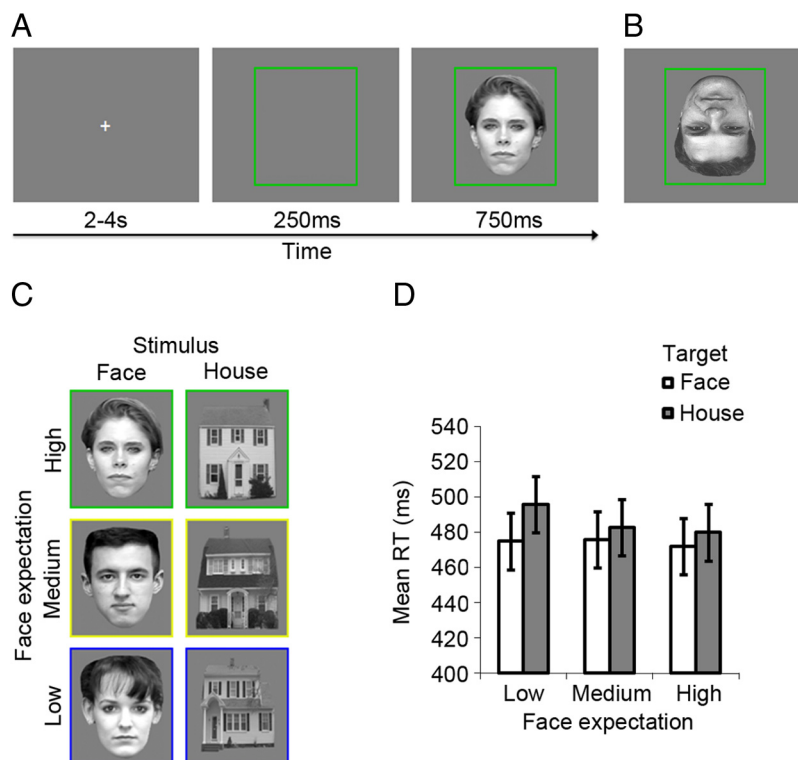 A
B
+
2-4s
250ms
750ms
Time
C
Stimulus
Face House
Face expectation
High
Medium
Low
D
Target
Face
House
Mean RT (ms)
540
520
500
480
460
440
420
400
Low Medium High
Face expectation